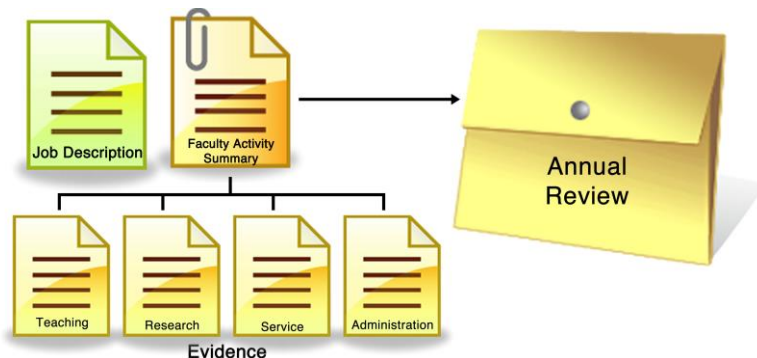 Job Description
Faculty Activity
Summary
Annual
Review
Teaching
Research
Service
Administration
Evidence